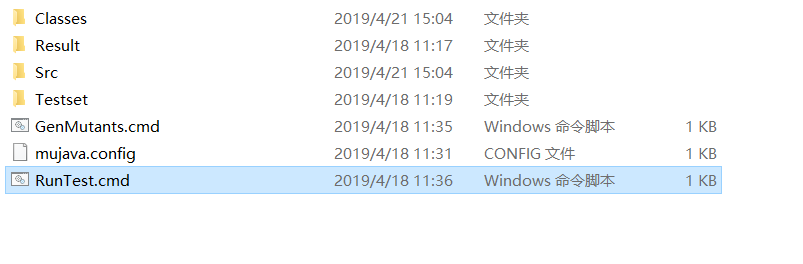 Classes 2019/4/21 15:04 文件夹
Result 2019/4/18 11:17 文件夹
Src 2019/4/21 15:04 文件夹
Testset 2019/4/18 11:19 文件夹
GenMutants.cmd 2019/4/18 11:35 Windows 命令脚本 1 KB
mujava.config 2019/4/18 11:31 CONFIG 文件 1 KB
RunTest.cmd 2019/4/18 11:36 Windows 命令脚本 1 KB